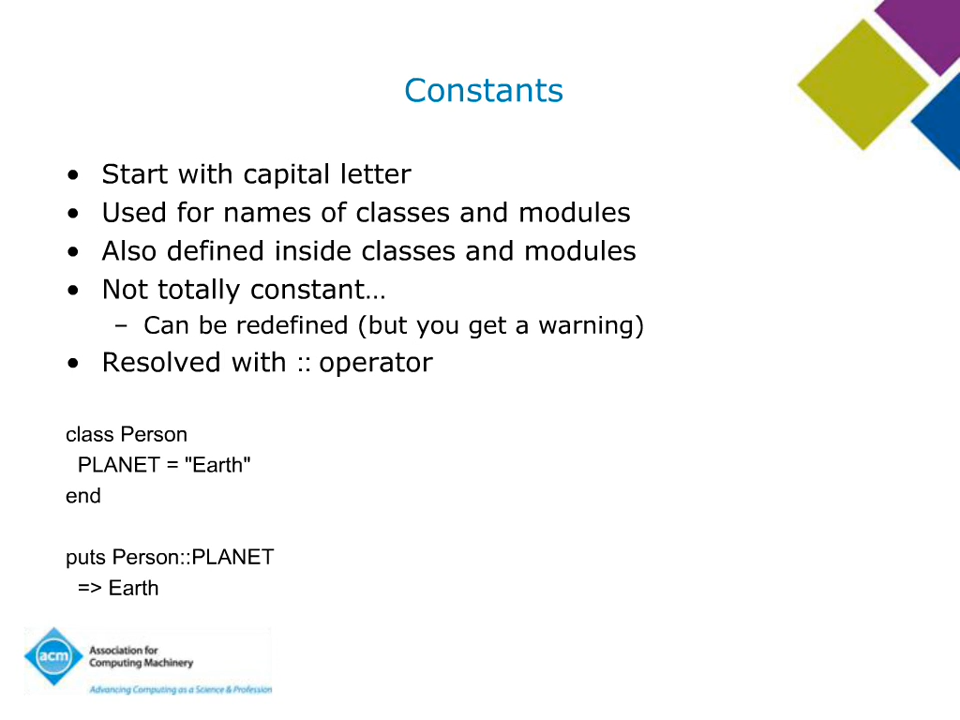 Constants
• Start with capital letter
• Used for names of classes and modules
• Also defined inside classes and modules
• Not totally constant…
– Can be redefined (but you get a warning)
• Resolved with :: operator
class Person
PLANET = "Earth"
end
puts Person::PLANET
=> Earth
acm
Association for
Computing Machinery
Advancing Computing as a Science & Profession